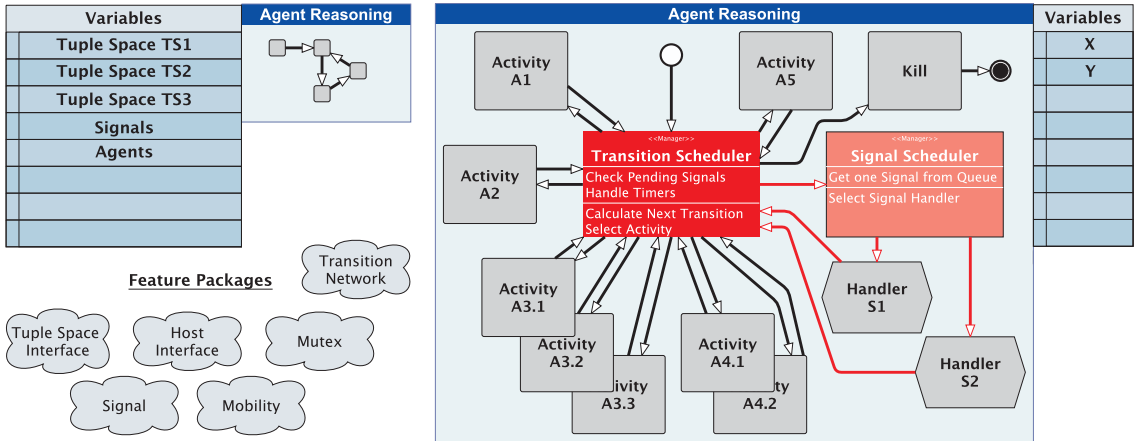 Variables
Tuple Space TS1
Tuple Space TS2
Tuple Space TS3
Signals
Agents
Agent Reasoning
Feature Packages
Transition
Network
Tuple Space
Interface
Host
Interface
Mutex
Signal
Mobility
Agent Reasoning
Activity
A1
Activity
A5
Kill
Activity
A2
<<Manager>>
Transition Scheduler
Check Pending Signals
Handle Timers
Calculate Next Transition
Select Activity
<<Manager>>
Signal Scheduler
Get one Signal from Queue
Select Signal Handler
Activity
A3.1
Activity
A3.2
ctivity
A3.3
Activity
A4.1
ty
A4.2
Handler
S1
Handler
S2
Variables
X
Y